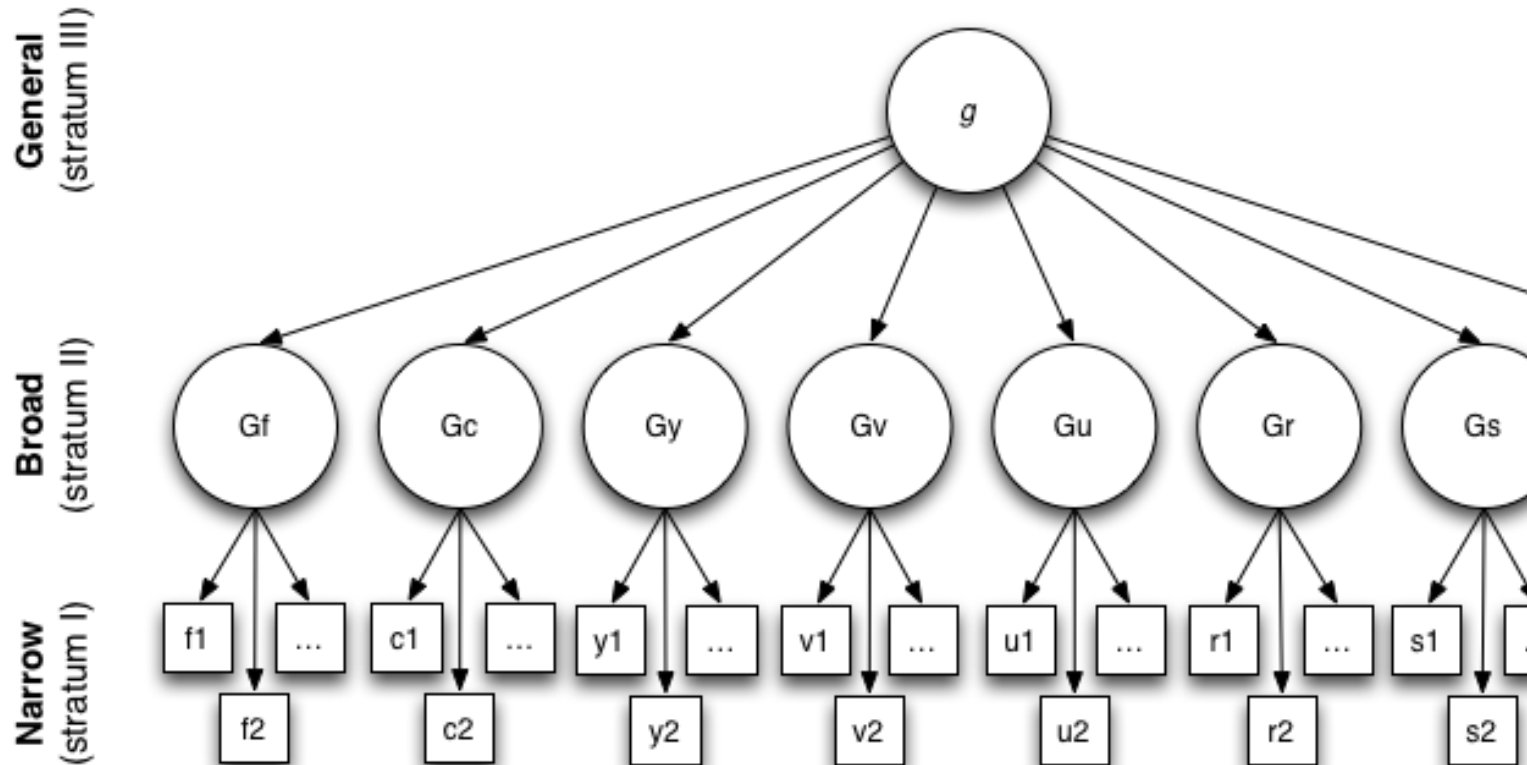 General
(stratum III)
g
Broad
(stratum II)
Gf Gc Gy Gv Gu Gr Gs
Narrow
(stratum I)
f1 ... c1 ... y1 ... v1 ... u1 ... r1 ... s1
f2 c2 y2 v2 u2 r2 s2